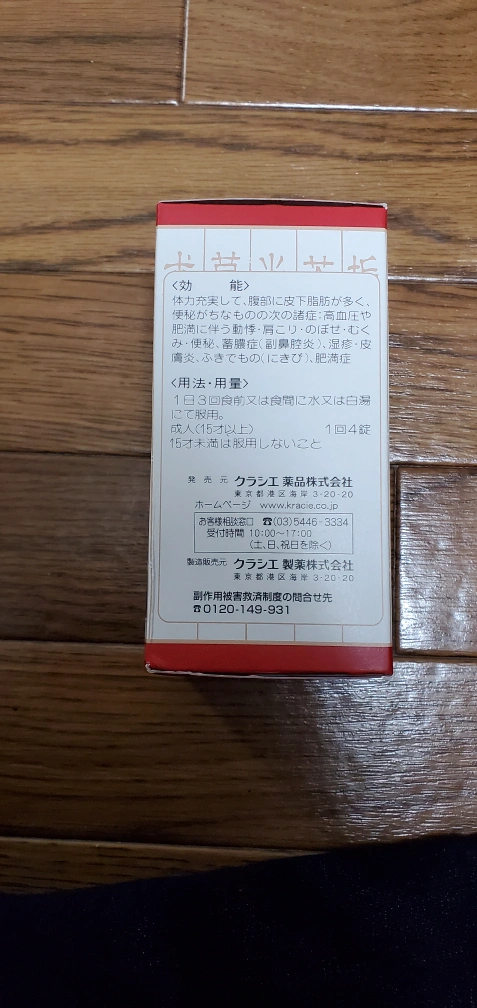 〈効 能〉
体力充実して、腹部に皮下脂肪が多く、
便秘がちなものの次の諸症:高血圧や
肥満に伴う動悸・肩こり・のぼせ・むく
み・便秘、蓄膿症(副鼻腔炎)、湿疹・皮
膚炎、ふきでもの(にきび)、肥満症
〈用法・用量〉
1日3回食前又は食間に水又は白湯
にて服用。
成人(15才以上) 1回4錠
15才未満は服用しないこと
発売元 クラシエ薬品株式会社
東京都港区海岸3-20-20
ホームページ www.kracie.co.jp
お客様相談窓口 ☎(03)5446-3334
受付時間 10:00〜17:00
(土、日、祝日を除く)
製造販売元 クラシエ製薬株式会社
東京都港区海岸3-20-20
副作用被害救済制度の問合せ先
☎0120-149-931